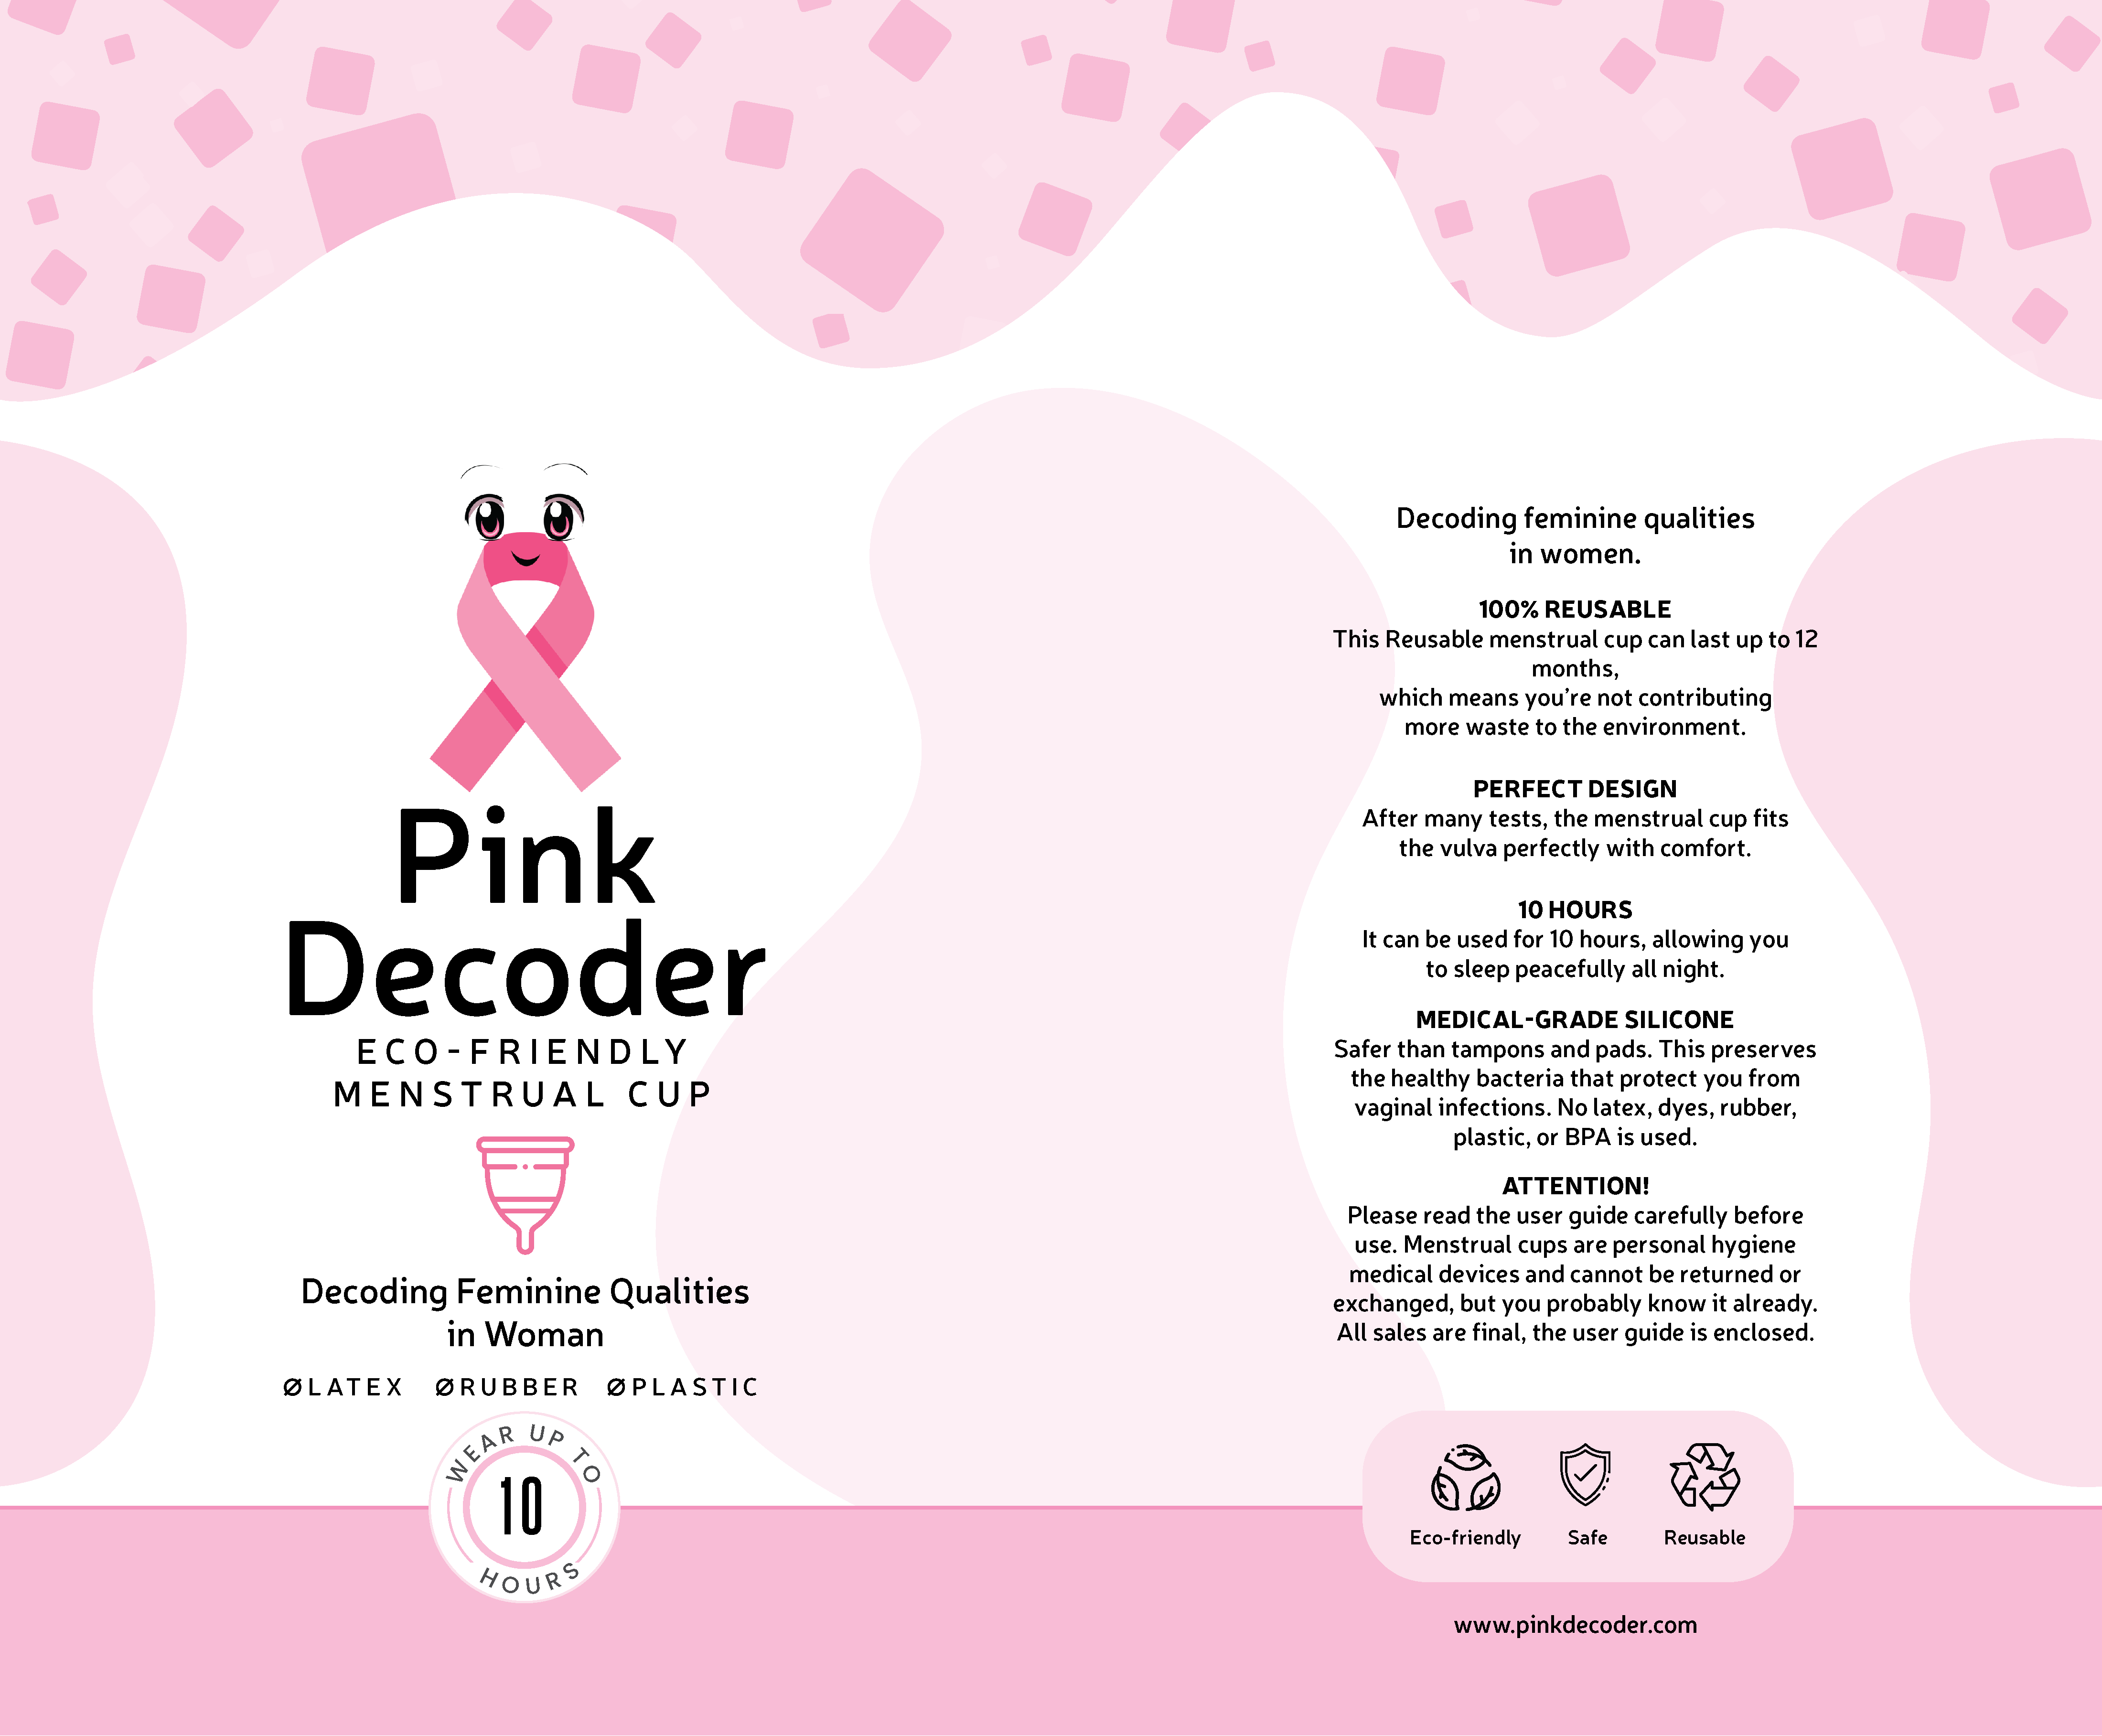 Pink
Decoder
ECO-FRIENDLY
MENSTRUAL CUP
Decoding Feminine Qualities
in Woman
ØLATEX ØRUBBER ØPLASTIC
WEAR UP TO
10
HOURS
Decoding feminine qualities
in women.
100% REUSABLE
This Reusable menstrual cup can last up to 12
months,
which means you're not contributing
more waste to the environment.
PERFECT DESIGN
After many tests, the menstrual cup fits
the vulva perfectly with comfort.
10 HOURS
It can be used for 10 hours, allowing you
to sleep peacefully all night.
MEDICAL-GRADE SILICONE
Safer than tampons and pads. This preserves
the healthy bacteria that protect you from
vaginal infections. No latex, dyes, rubber,
plastic, or BPA is used.
ATTENTION!
Please read the user guide carefully before
use. Menstrual cups are personal hygiene
medical devices and cannot be returned or
exchanged, but you probably know it already.
All sales are final, the user guide is enclosed.
Eco-friendly Safe Reusable
www.pinkdecoder.com